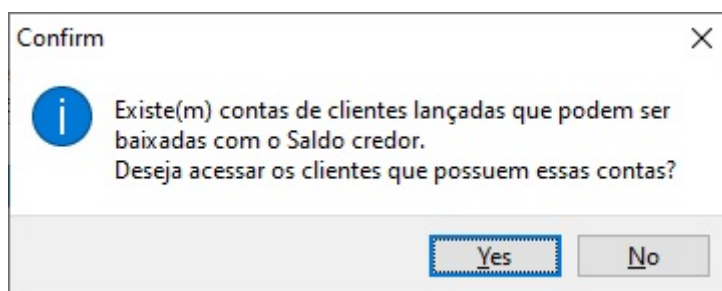 Confirm
Existe(m) contas de clientes lançadas que podem ser
baixadas com o Saldo credor.
Deseja acessar os clientes que possuem essas contas?
Yes No